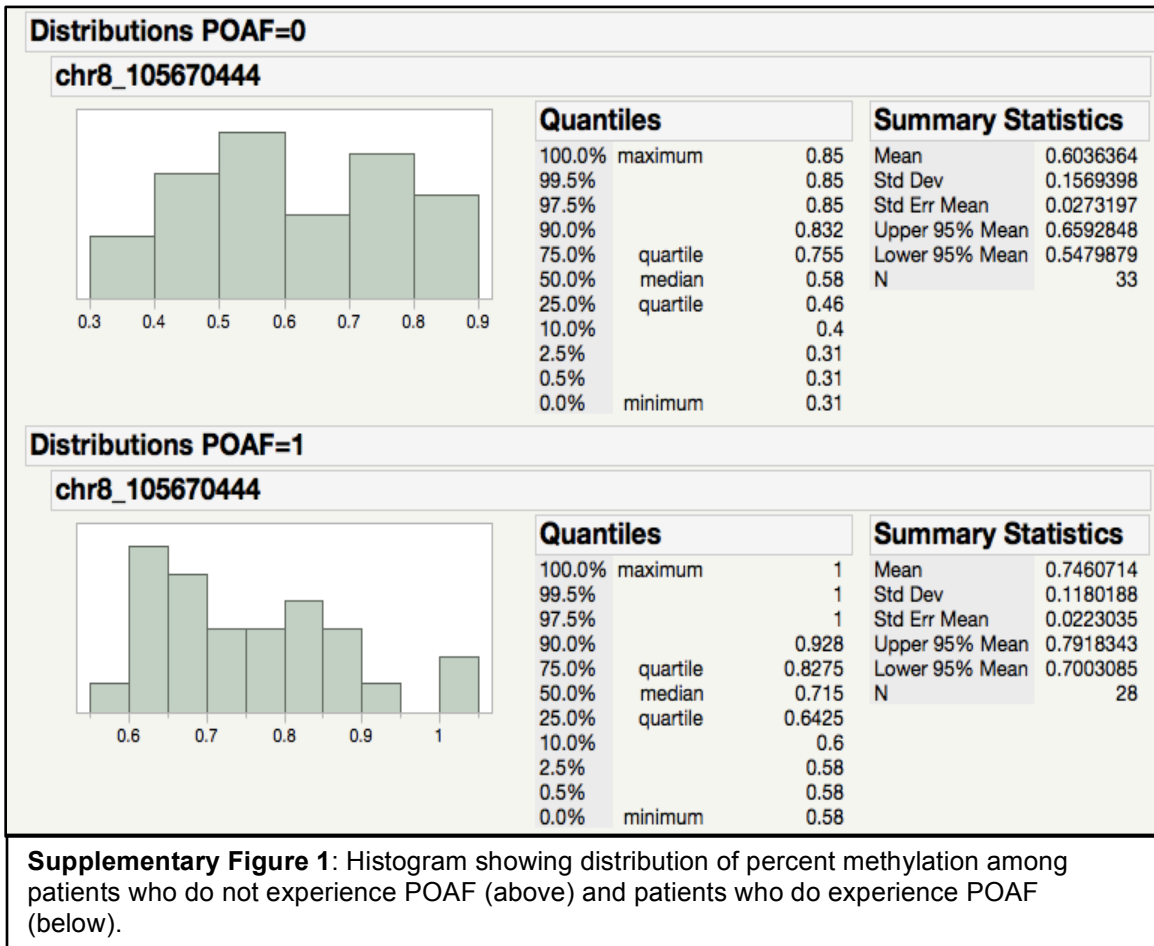 Distributions POAF=0
chr8_105670444
0.3 0.4 0.5 0.6 0.7 0.8 0.9
Quantiles
100.0% maximum 0.85
99.5% 0.85
97.5% 0.85
90.0% 0.832
75.0% quartile 0.755
50.0% median 0.58
25.0% quartile 0.46
10.0% 0.4
2.5% 0.31
0.5% 0.31
0.0% minimum 0.31
Summary Statistics
Mean 0.6036364
Std Dev 0.1569398
Std Err Mean 0.0273197
Upper 95% Mean 0.6592848
Lower 95% Mean 0.5479879
N 33
Distributions POAF=1
chr8_105670444
0.6 0.7 0.8 0.9 1
Quantiles
100.0% maximum 1
99.5% 1
97.5% 1
90.0% 0.928
75.0% quartile 0.8275
50.0% median 0.715
25.0% quartile 0.6425
10.0% 0.6
2.5% 0.58
0.5% 0.58
0.0% minimum 0.58
Summary Statistics
Mean 0.7460714
Std Dev 0.1180188
Std Err Mean 0.0223035
Upper 95% Mean 0.7918343
Lower 95% Mean 0.7003085
N 28
Supplementary Figure 1: Histogram showing distribution of percent methylation among
patients who do not experience POAF (above) and patients who do experience POAF
(below).